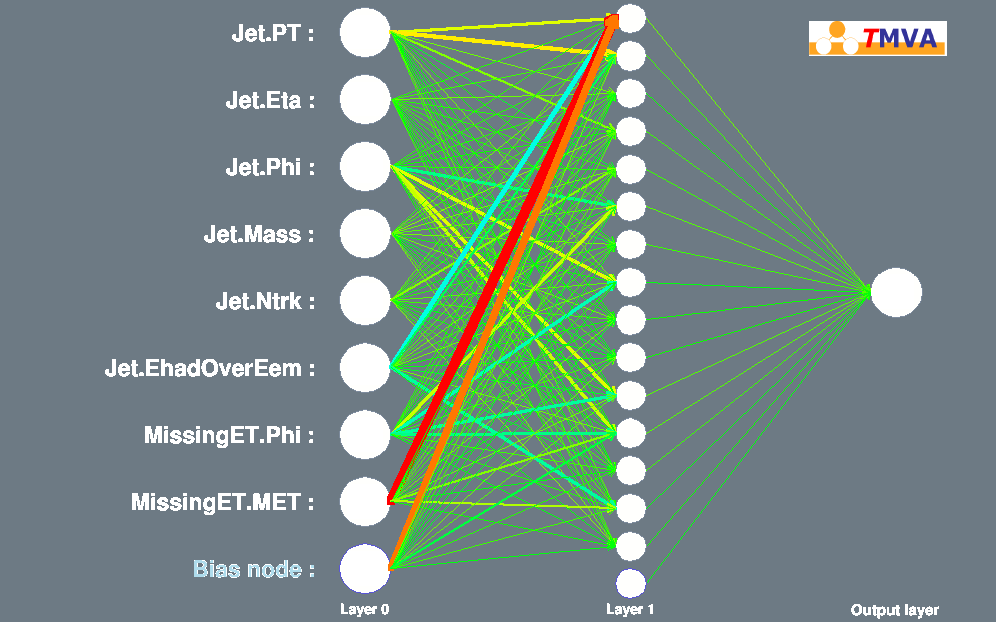 TMVA
Jet.PT :
Jet.Eta :
Jet.Phi :
Jet.Mass :
Jet.Ntrk :
Jet.EhadOverEem :
MissingET.Phi :
MissingET.MET :
Bias node :
Layer 0
Layer 1
Output layer